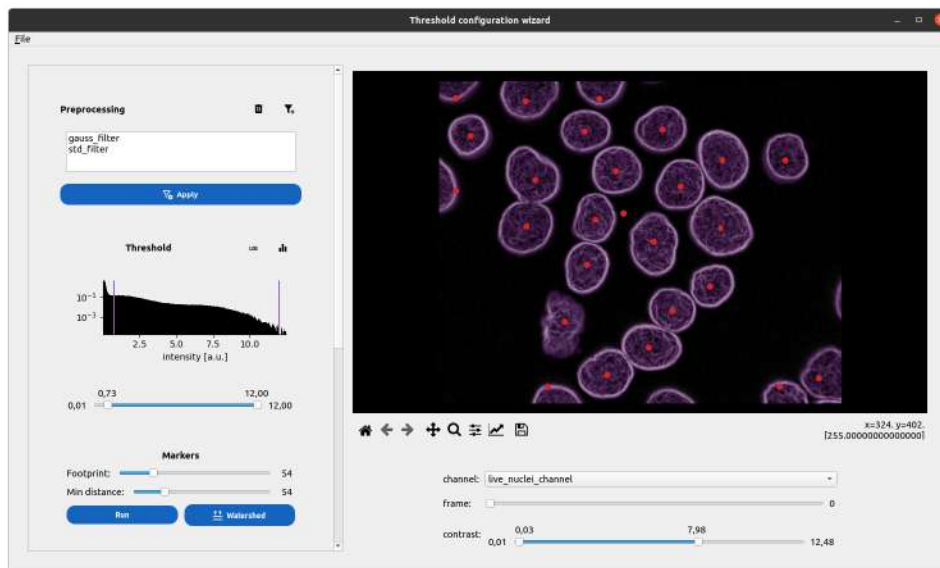 Threshold configuration wizard
File
Preprocessing
gauss_filter
std_filter
Apply
Threshold
LOG
10⁻¹
10⁻³
2.5 5.0 7.5 10.0
intensity [a.u.]
0,73 12,00
0,01 12,00
Markers
Footprint: 54
Min distance: 54
Run Watershed
x=324. y=402.
[255.00000000000000]
channel: live_nuclei_channel
frame: 0
contrast: 0,03 7,98
0,01 12,48